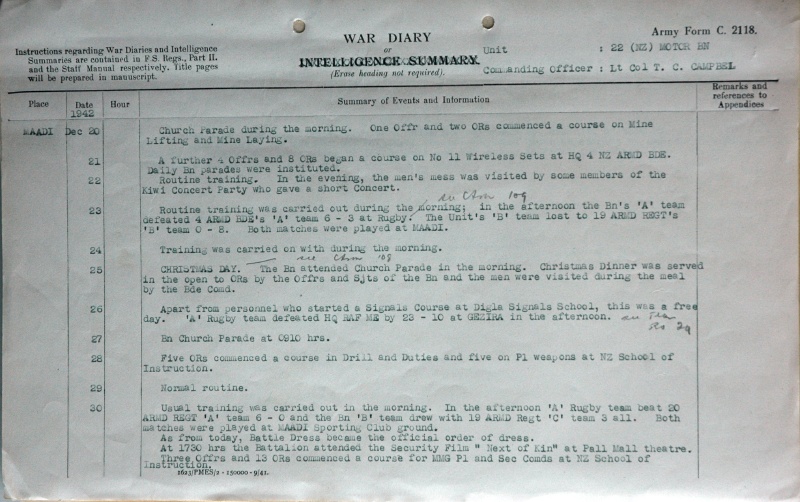 Army Form C. 2118.
WAR DIARY
or
INTELLIGENCE SUMMARY.
(Erase heading not required).
Instructions regarding War Diaries and Intelligence
Summaries are contained in F.S. Regs., Part II.
and the Staff Manual respectively. Title pages
will be prepared in manuscript.
Unit : 22 (NZ) MOTOR BN
Commanding Officer : Lt Col T. C. CAMPBEL
Place Date Hour Summary of Events and Information Remarks and references to Appendices
1942
MAADI Dec 20 Church Parade during the morning. One Offr and two ORs commenced a course on Mine
Lifting and Mine Laying.
21 A further 4 Offrs and 8 ORs began a course on No 11 Wireless Sets at HQ 4 NZ ARMD BDE.
Daily Bn parades were instituted.
22 Routine training. In the evening, the men's mess was visited by some members of the
Kiwi Concert Party who gave a short Concert.
109
23 Routine training was carried out during the morning; in the afternoon the Bn's 'A' team
defeated 4 ARMD BDE's 'A' team 6 - 3 at Rugby. The Unit's 'B' team lost to 19 ARMD REGT's
'B' team 0 - 8. Both matches were played at MAADI.
24 Training was carried on with during the morning.
see
25 CHRISTMAS DAY. The Bn attended Church Parade in the morning. Christmas Dinner was served
in the open to ORs by the Offrs and Sjts of the Bn and the men were visited during the meal
by the Bde Comd.
26 Apart from personnel who started a Signals Course at Digla Signals School, this was a free
day. 'A' Rugby team defeated HQ RAF ME by 23 - 10 at GEZIRA in the afternoon.
27 Bn Church Parade at 0910 hrs.
28 Five ORs commenced a course in Drill and Duties and five on Pl weapons at NZ School of
Instruction.
29 Normal routine.
30 Usual training was carried out in the morning. In the afternoon 'A' Rugby team beat 20
ARMD REGT 'A' team 6 - 0 and the Bn 'B' team drew with 19 ARMD Regt 'C' team 3 all. Both
matches were played at MAADI Sporting Club ground.
As from today, Battle Dress became the official order of dress.
At 1730 hrs the Battalion attended the Security Film " Next of Kin" at Pall Mall theatre.
Three Offrs and 13 ORs commenced a course for MMG Pl and Sec Comds at NZ School of
Instruction.
2623/PMES/2 - 150000 - 9/41.